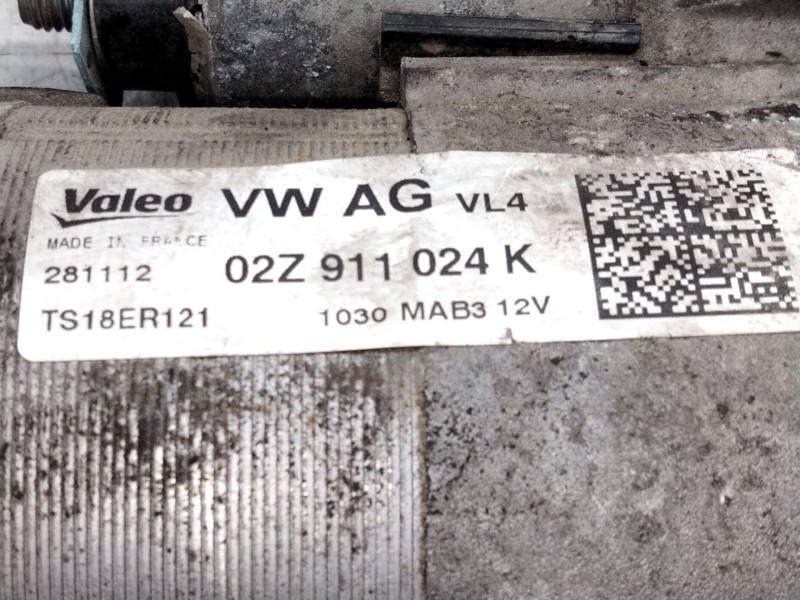 Valeo VW AG VL4
MADE IN FRANCE
281112 02Z 911 024 K
TS18ER121 1030 MAB3 12V